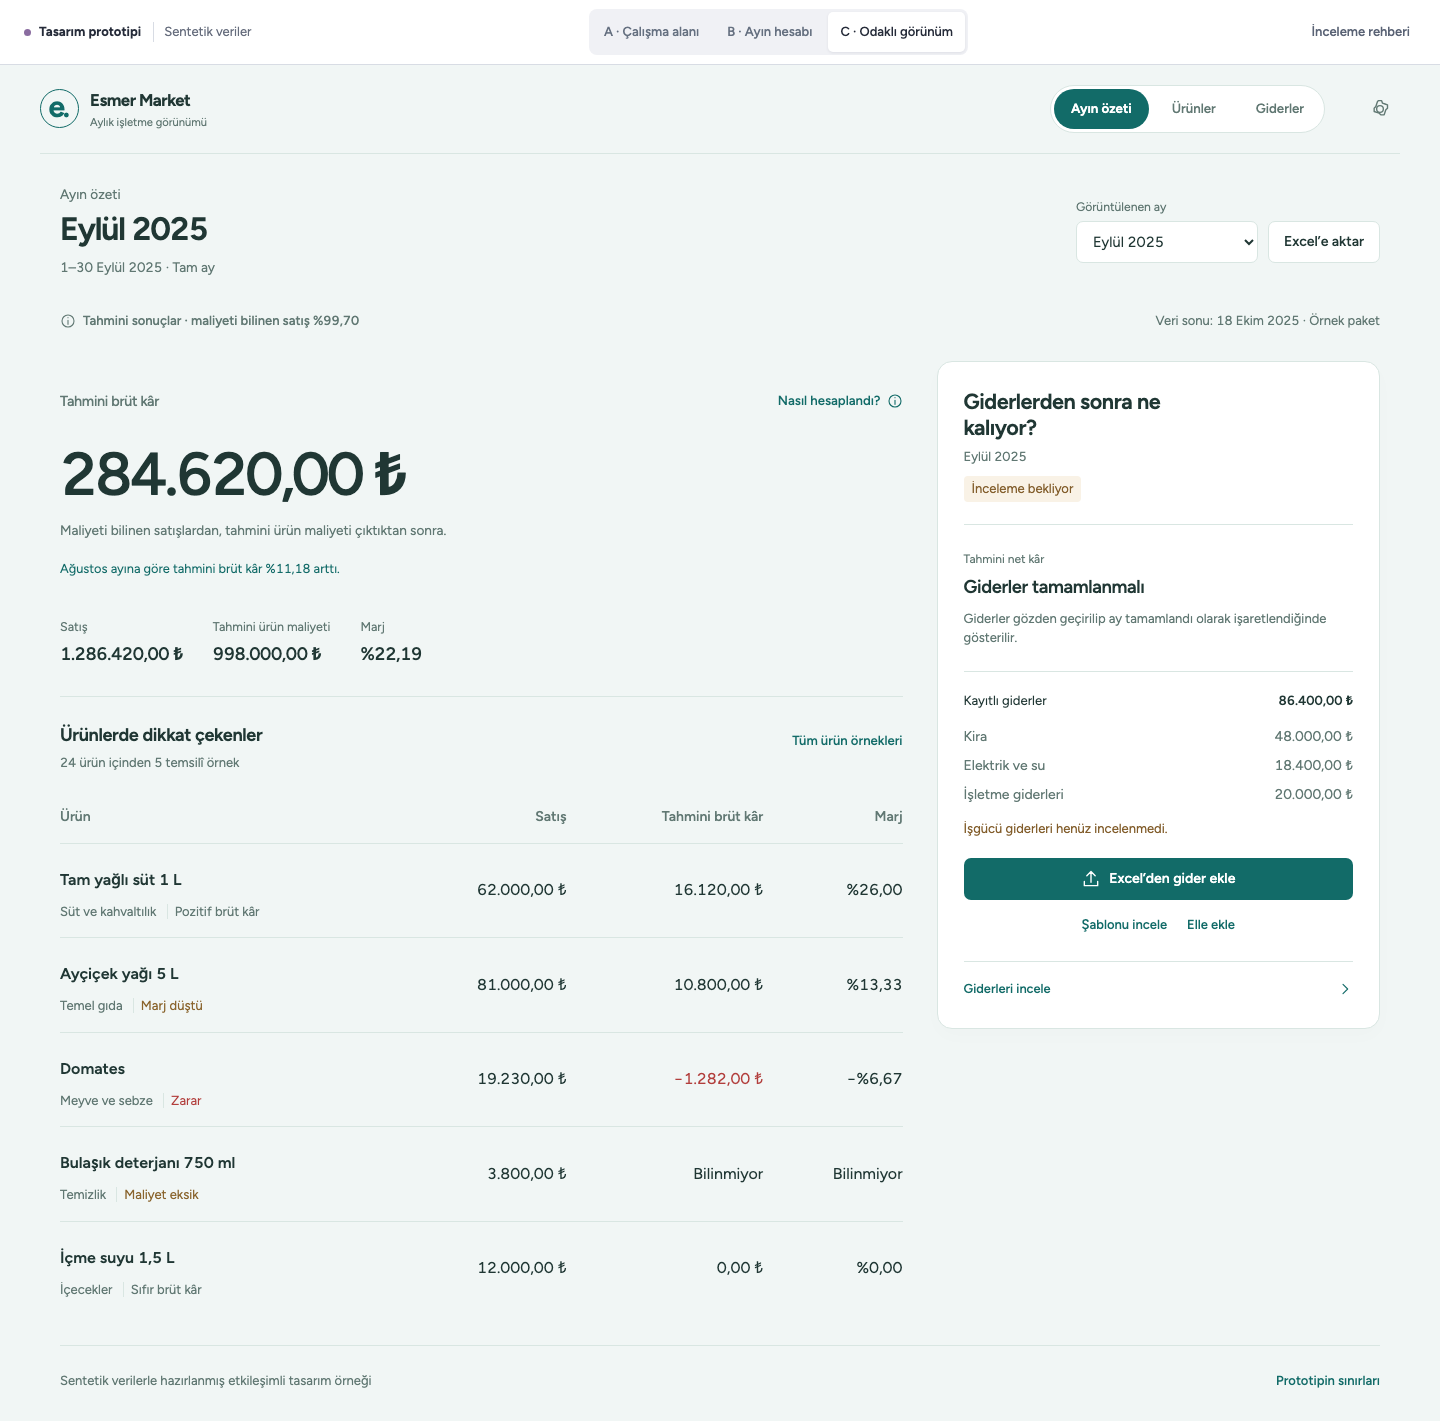 Tasarım prototipi
Sentetik veriler
A · Çalışma alanı
B · Ayın hesabı
C · Odaklı görünüm
İnceleme rehberi
e.
Esmer Market
Aylık işletme görünümü
Ayın özeti
Ürünler
Giderler
Ayın özeti
Eylül 2025
1–30 Eylül 2025 · Tam ay
Görüntülenen ay
Eylül 2025
Excel’e aktar
Tahmini sonuçlar · maliyeti bilinen satış %99,70
Veri sonu: 18 Ekim 2025 · Örnek paket
Tahmini brüt kâr
Nasıl hesaplandı?
284.620,00 ₺
Maliyeti bilinen satışlardan, tahmini ürün maliyeti çıktıktan sonra.
Ağustos ayına göre tahmini brüt kâr %11,18 arttı.
Satış
Tahmini ürün maliyeti
Marj
1.286.420,00 ₺
998.000,00 ₺
%22,19
Ürünlerde dikkat çekenler
24 ürün içinden 5 temsilî örnek
Tüm ürün örnekleri
Ürün
Satış
Tahmini brüt kâr
Marj
Tam yağlı süt 1 L
Süt ve kahvaltılık
Pozitif brüt kâr
62.000,00 ₺
16.120,00 ₺
%26,00
Ayçiçek yağı 5 L
Temel gıda
Marj düştü
81.000,00 ₺
10.800,00 ₺
%13,33
Domates
Meyve ve sebze
Zarar
19.230,00 ₺
−1.282,00 ₺
−%6,67
Bulaşık deterjanı 750 ml
Temizlik
Maliyet eksik
3.800,00 ₺
Bilinmiyor
Bilinmiyor
İçme suyu 1,5 L
İçecekler
Sıfır brüt kâr
12.000,00 ₺
0,00 ₺
%0,00
Giderlerden sonra ne
kalıyor?
Eylül 2025
İnceleme bekliyor
Tahmini net kâr
Giderler tamamlanmalı
Giderler gözden geçirilip ay tamamlandı olarak işaretlendiğinde
gösterilir.
Kayıtlı giderler
86.400,00 ₺
Kira
48.000,00 ₺
Elektrik ve su
18.400,00 ₺
İşletme giderleri
20.000,00 ₺
İşgücü giderleri henüz incelenmedi.
Excel’den gider ekle
Şablonu incele
Elle ekle
Giderleri incele
Sentetik verilerle hazırlanmış etkileşimli tasarım örneği
Prototipin sınırları